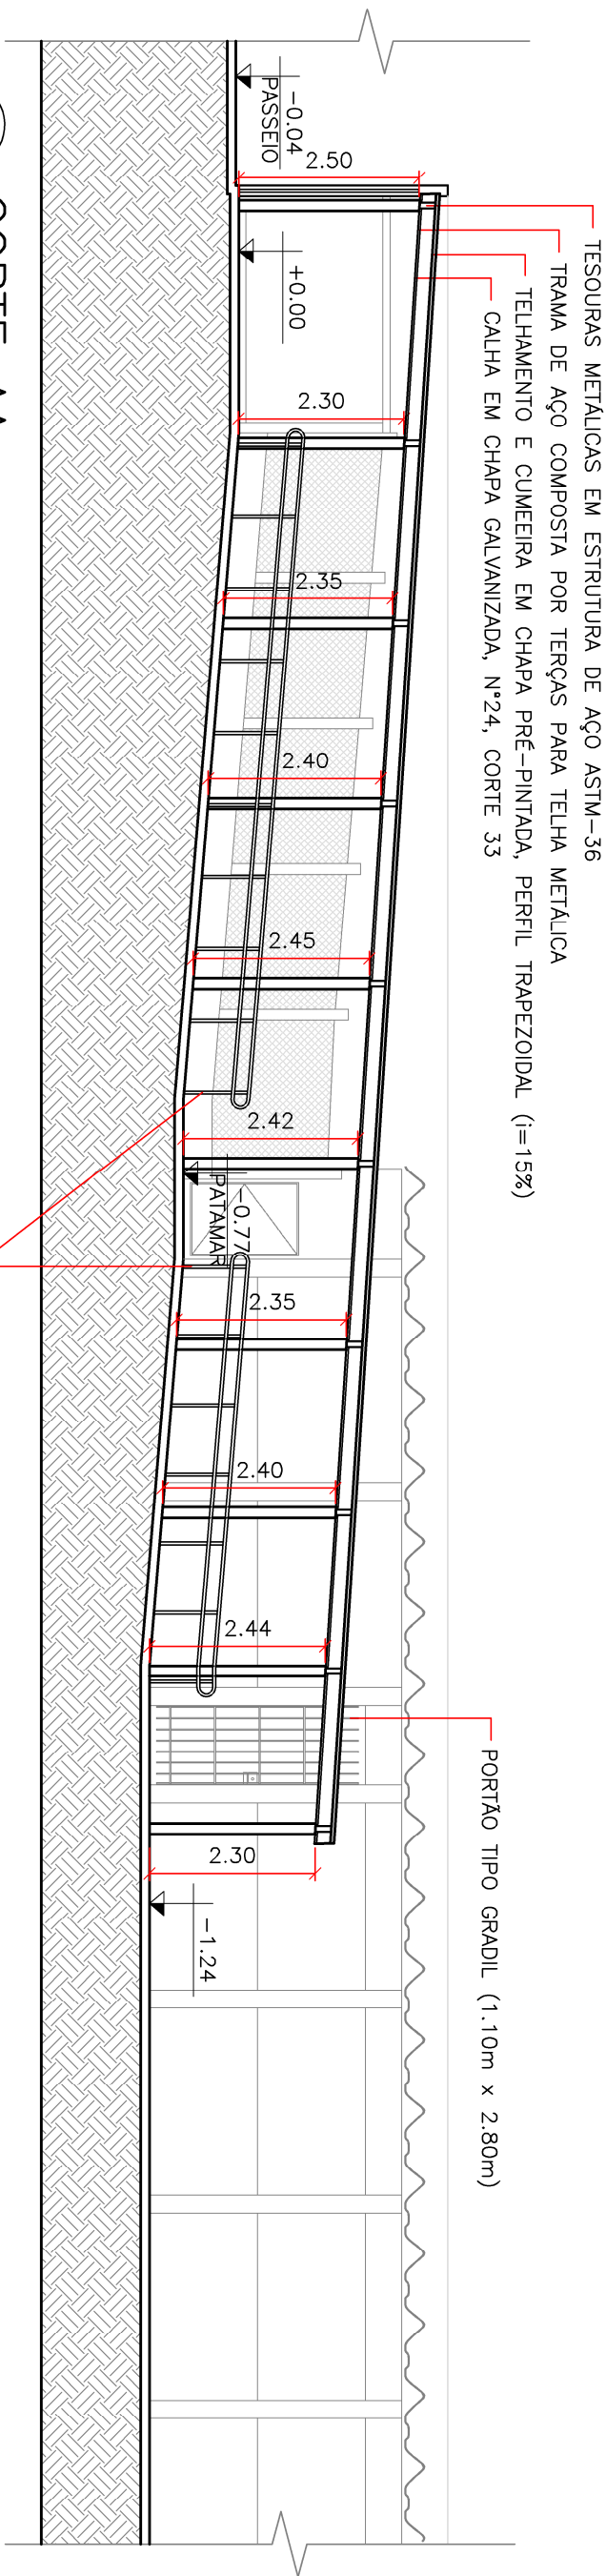 TESOURAS METÁLICAS EM ESTRUTURA DE AÇO ASTM-36
TRAMA DE AÇO COMPOSTA POR TERÇAS PARA TELHA METÁLICA
TELHAMENTO E CUMEEIRA EM CHAPA PRÉ-PINTADA, PERFIL TRAPEZOIDAL (i=15%)
CALHA EM CHAPA GALVANIZADA, N°24, CORTE 33
PORTÃO TIPO GRADIL (1.10m x 2.80m)
-0.04
PASSEIO
2.50
+0.00
2.30
2.35
2.40
2.45
2.42
-0.77
PATAMAR
2.35
2.40
2.44
2.30
-1.24